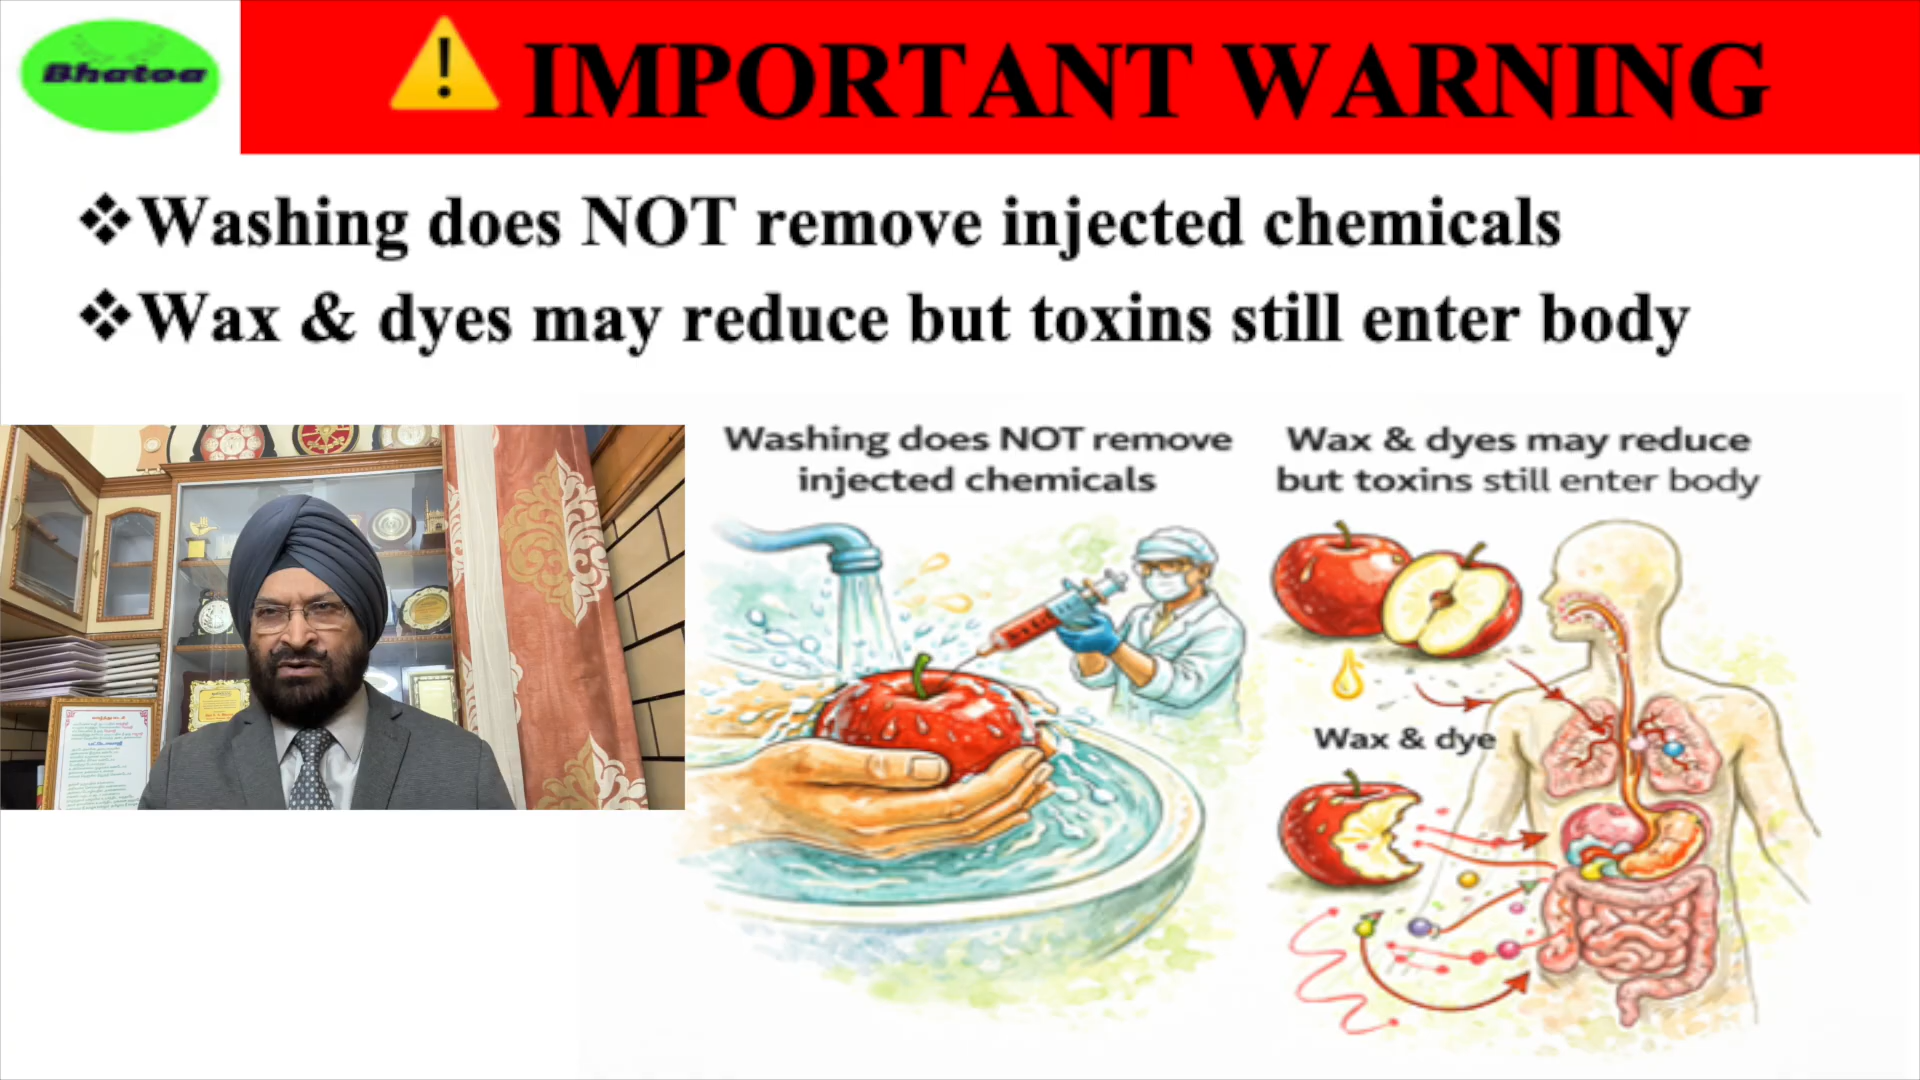 Bhatoa
⚠ IMPORTANT WARNING
❖Washing does NOT remove injected chemicals
❖Wax & dyes may reduce but toxins still enter body
Washing does NOT remove
injected chemicals
Wax & dyes may reduce
but toxins still enter body
Wax & dye